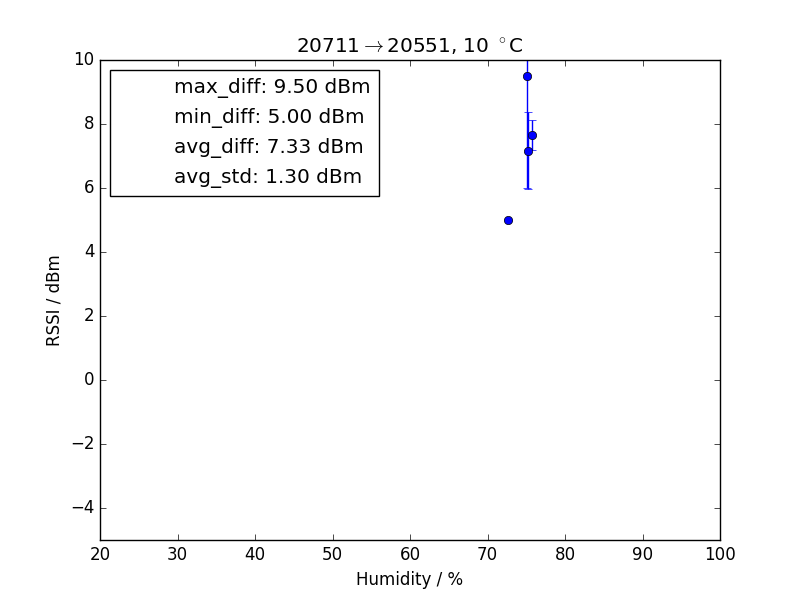 20711→20551, 10 °C
max_diff: 9.50 dBm
min_diff: 5.00 dBm
avg_diff: 7.33 dBm
avg_std: 1.30 dBm
10
8
6
4
2
0
−2
−4
RSSI / dBm
20 30 40 50 60 70 80 90 100
Humidity / %